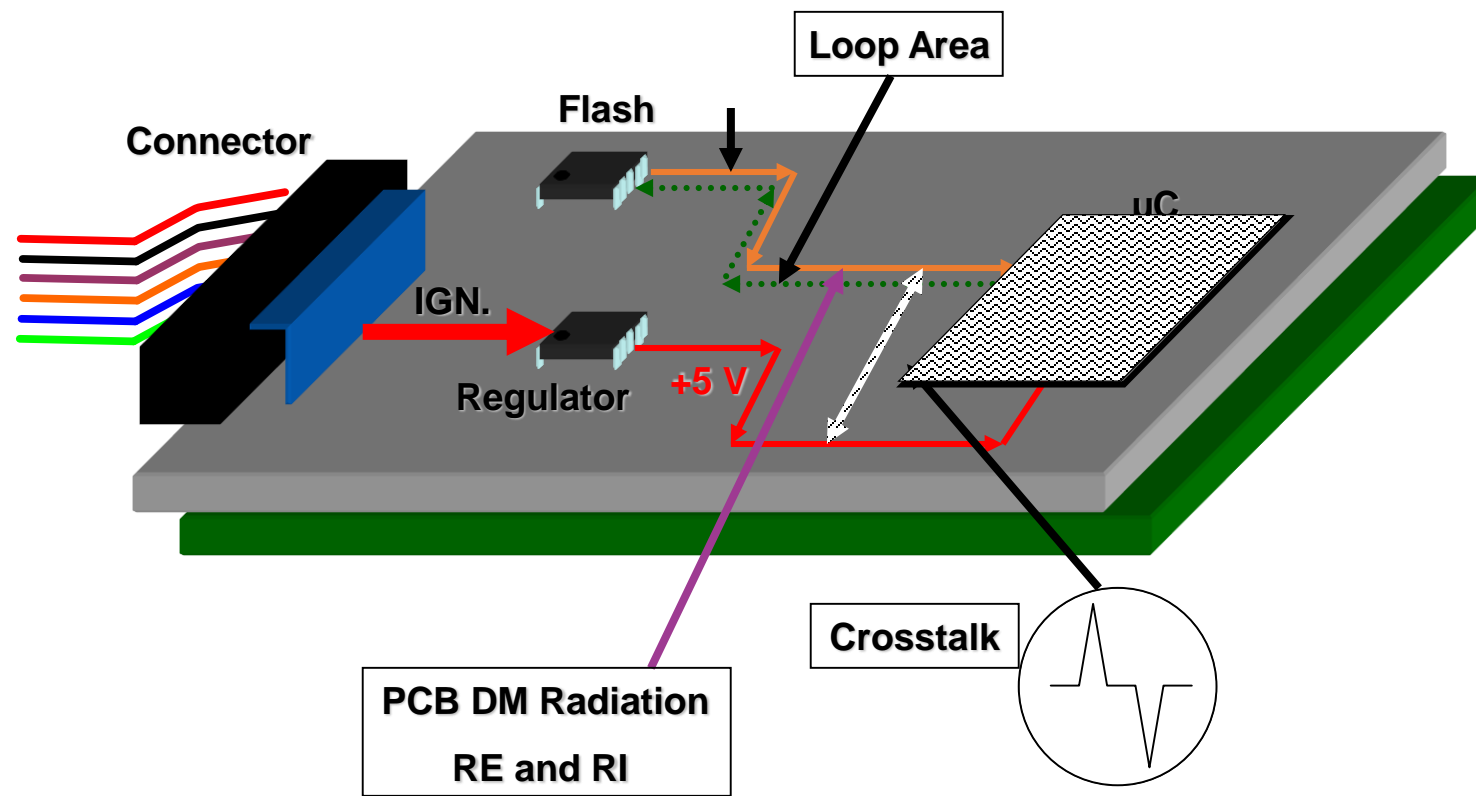 Loop Area
Flash
Connector
uC
IGN.
+5 V
Regulator
Crosstalk
PCB DM Radiation
RE and RI